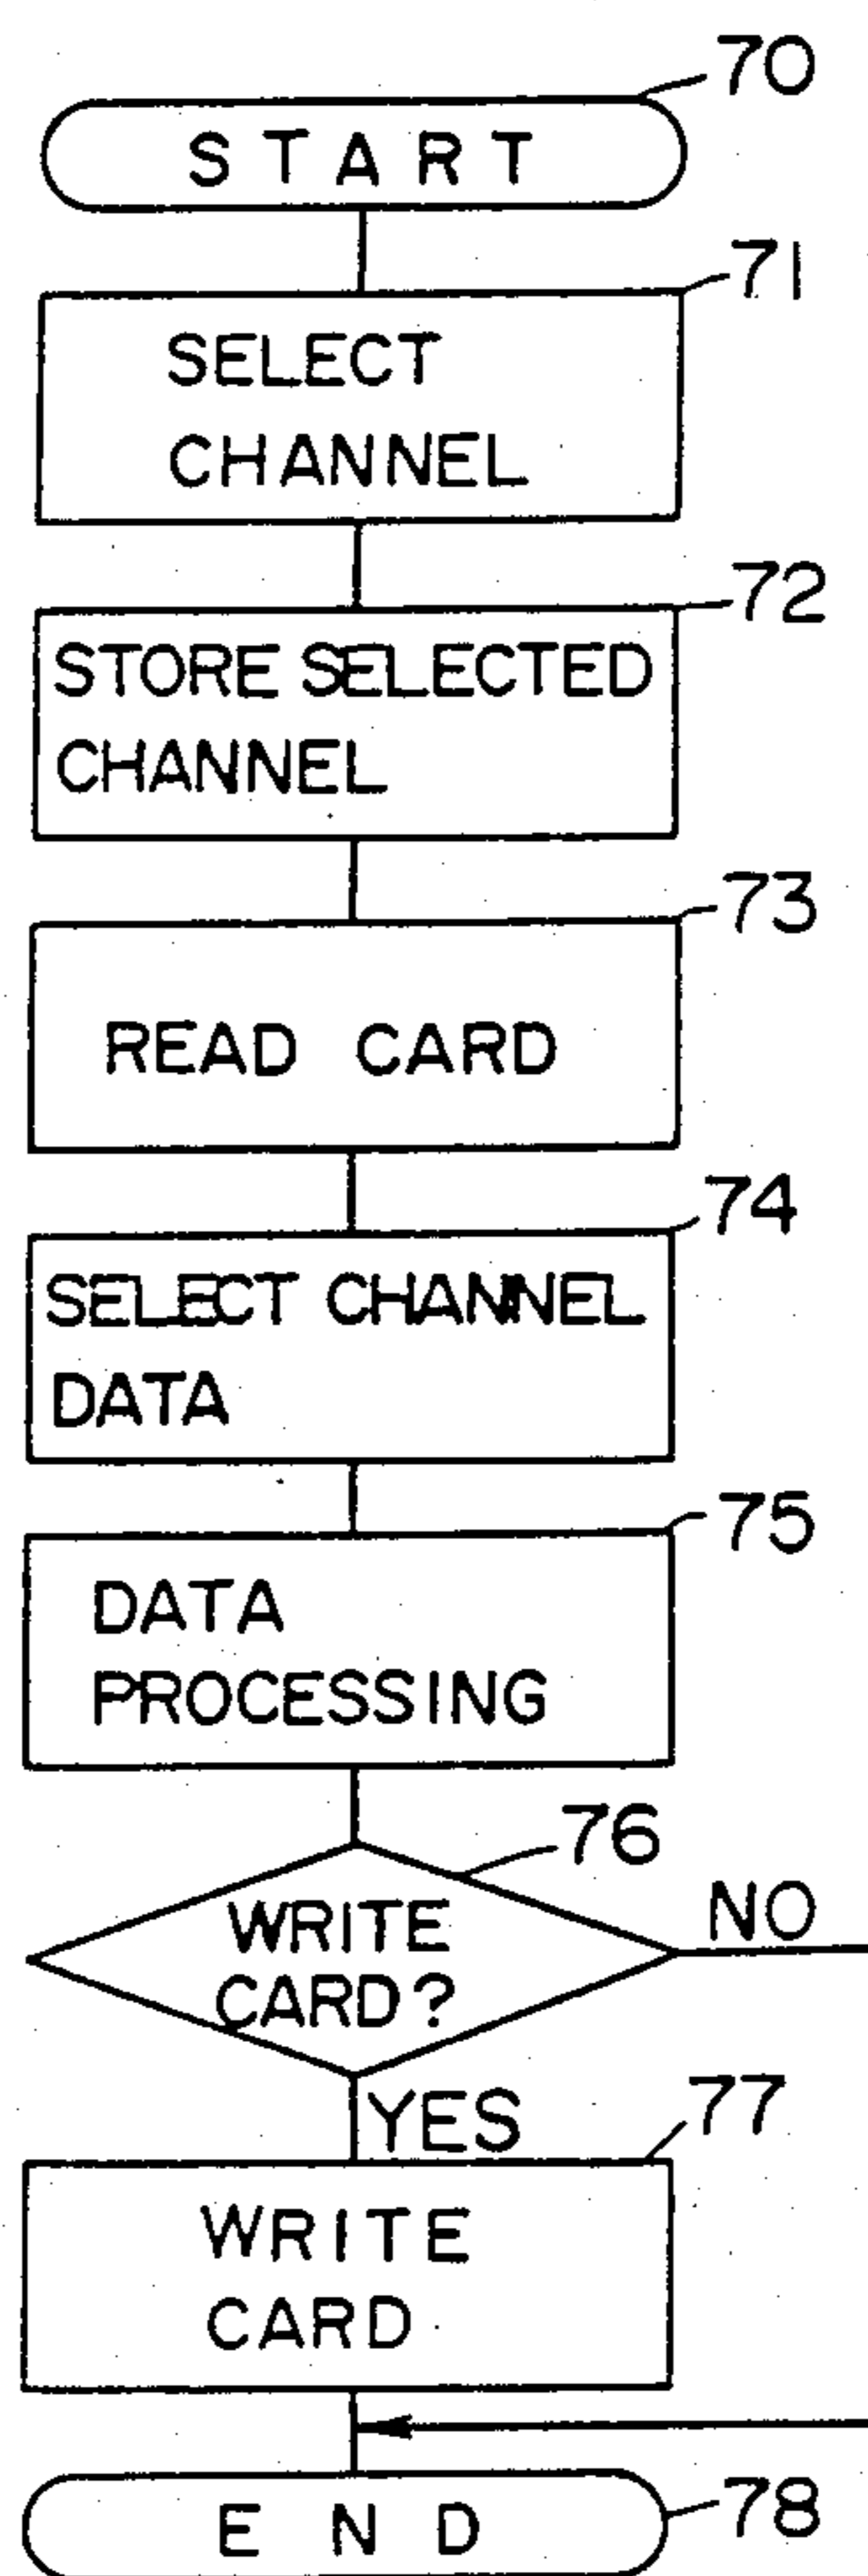 70
START
71
SELECT
CHANNEL
72
STORE SELECTED
CHANNEL
73
READ CARD
74
SELECT CHANNEL
DATA
75
DATA
PROCESSING
76
WRITE
CARD?
NO
YES
77
WRITE
CARD
END
78